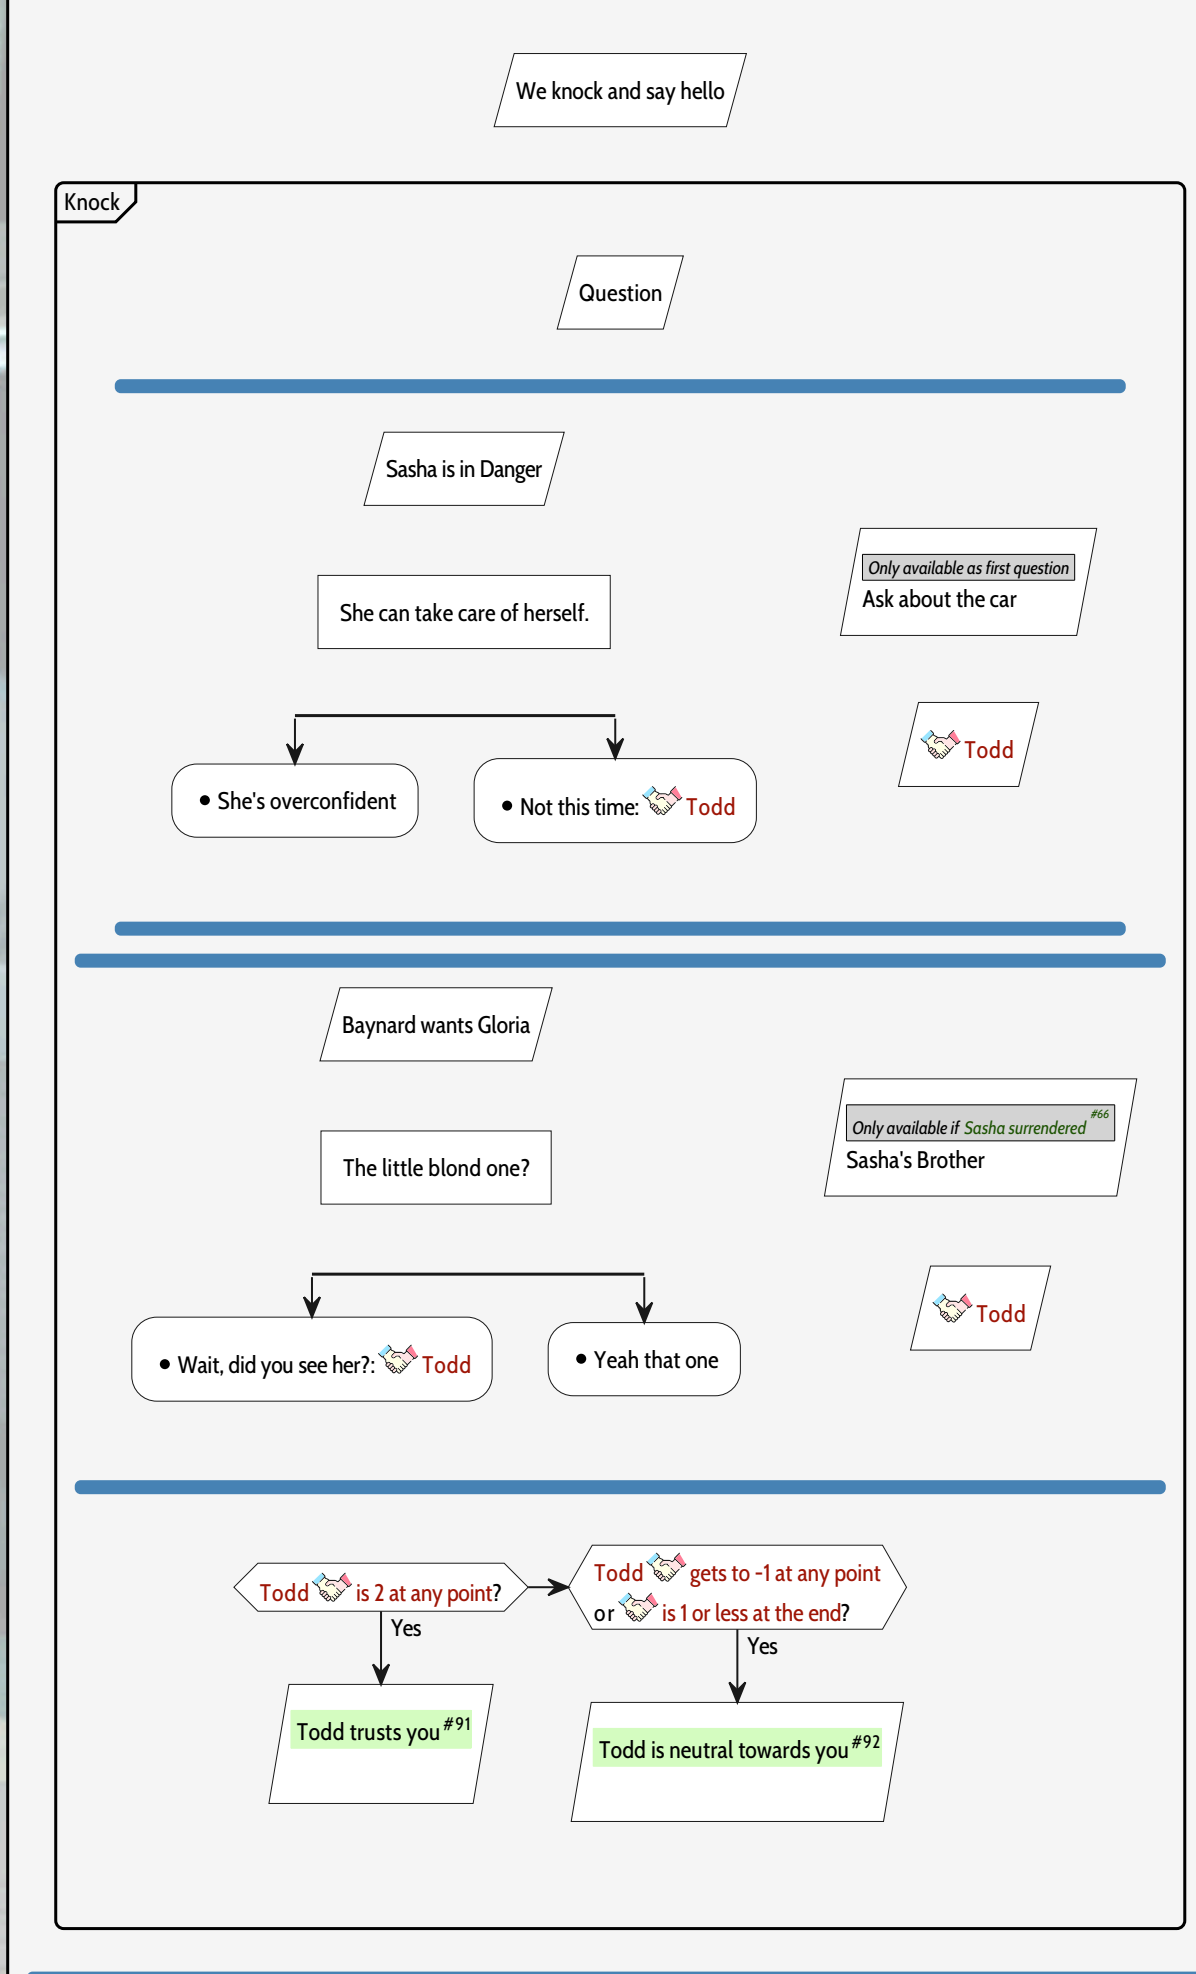 We knock and say hello
Knock
Question
Sasha is in Danger
She can take care of herself.
• She's overconfident
• Not this time: Todd
Only available as first question
Ask about the car
Todd
Baynard wants Gloria
The little blond one?
• Wait, did you see her?: Todd
• Yeah that one
Only available if Sasha surrendered #66
Sasha's Brother
Todd
Todd is 2 at any point?
Yes
Todd trusts you #91
Todd gets to -1 at any point
or is 1 or less at the end?
Yes
Todd is neutral towards you #92